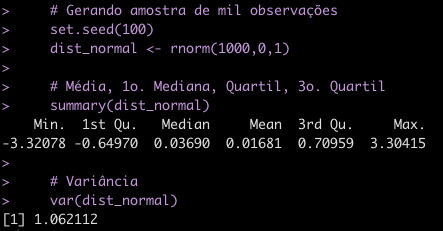 >     # Gerando amostra de mil observações
>     set.seed(100)
>     dist_normal <- rnorm(1000,0,1)
>
>     # Média, 1o. Mediana, Quartil, 3o. Quartil
>     summary(dist_normal)
    Min.  1st Qu.   Median     Mean  3rd Qu.     Max.
-3.32078 -0.64970  0.03690  0.01681  0.70959  3.30415
>
>     # Variância
>     var(dist_normal)
[1] 1.062112